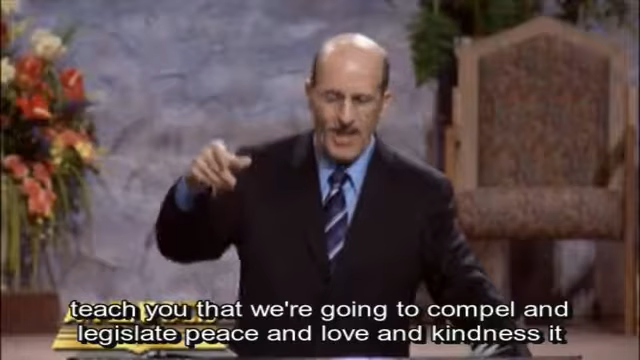 teach you that we're going to compel and
legislate peace and love and kindness it